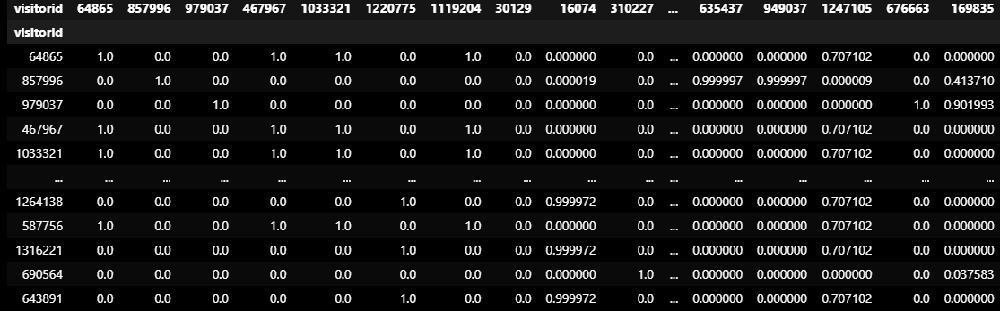 visitorid 64865 857996 979037 467967 1033321 1220775 1119204 30129 16074 310227 ... 635437 949037 1247105 676663 169835
visitorid
64865 1.0 0.0 0.0 1.0 1.0 0.0 1.0 0.0 0.000000 0.0 ... 0.000000 0.000000 0.707102 0.0 0.000000
857996 0.0 1.0 0.0 0.0 0.0 0.0 0.0 0.0 0.000019 0.0 ... 0.999997 0.999997 0.000009 0.0 0.413710
979037 0.0 0.0 1.0 0.0 0.0 0.0 0.0 0.0 0.000000 0.0 ... 0.000000 0.000000 0.000000 1.0 0.901993
467967 1.0 0.0 0.0 1.0 1.0 0.0 1.0 0.0 0.000000 0.0 ... 0.000000 0.000000 0.707102 0.0 0.000000
1033321 1.0 0.0 0.0 1.0 1.0 0.0 1.0 0.0 0.000000 0.0 ... 0.000000 0.000000 0.707102 0.0 0.000000
... ... ... ... ... ... ... ... ... ... ... ... ... ... ... ... ...
1264138 0.0 0.0 0.0 0.0 0.0 1.0 0.0 0.0 0.999972 0.0 ... 0.000000 0.000000 0.707102 0.0 0.000000
587756 1.0 0.0 0.0 1.0 1.0 0.0 1.0 0.0 0.000000 0.0 ... 0.000000 0.000000 0.707102 0.0 0.000000
1316221 0.0 0.0 0.0 0.0 0.0 1.0 0.0 0.0 0.999972 0.0 ... 0.000000 0.000000 0.707102 0.0 0.000000
690564 0.0 0.0 0.0 0.0 0.0 0.0 0.0 0.0 0.000000 1.0 ... 0.000000 0.000000 0.000000 0.0 0.037583
643891 0.0 0.0 0.0 0.0 0.0 1.0 0.0 0.0 0.999972 0.0 ... 0.000000 0.000000 0.707102 0.0 0.000000